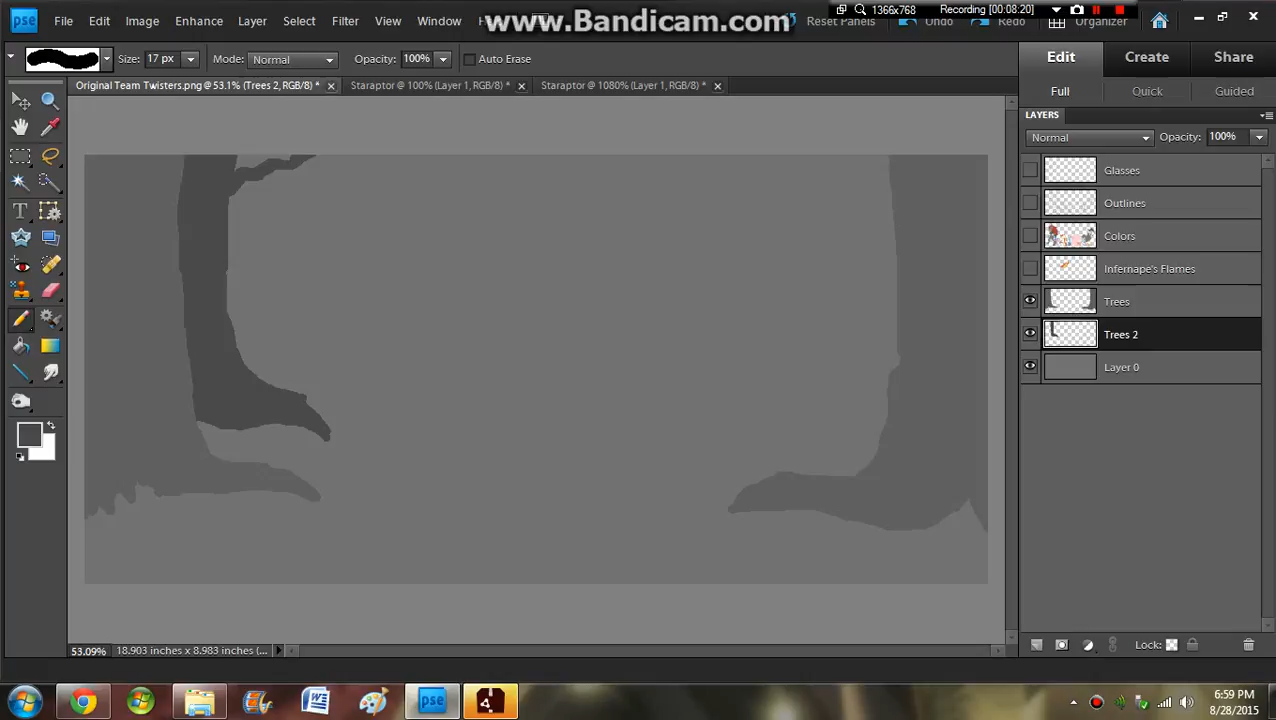 www.Bandicam.com
1366x768 Recording [00:08:20]
pse File Edit Image Enhance Layer Select Filter View Window Reset Panels Undo Redo Organizer
Size: 17 px Mode: Normal Opacity: 100% Auto Erase
Edit Create Share
Original Team Twisters.png @ 53.1% (Trees 2, RGB/8) * Staraptor @ 100% (Layer 1, RGB/8) * Staraptor @ 1080% (Layer 1, RGB/8) *
Full Quick Guided
LAYERS
Normal Opacity: 100%
Glasses
Outlines
Colors
Infernape's Flames
Trees
Trees 2
Layer 0
T
Lock:
53.09% 18.903 inches x 8.983 inches (...
pse
6:59 PM
8/28/2015